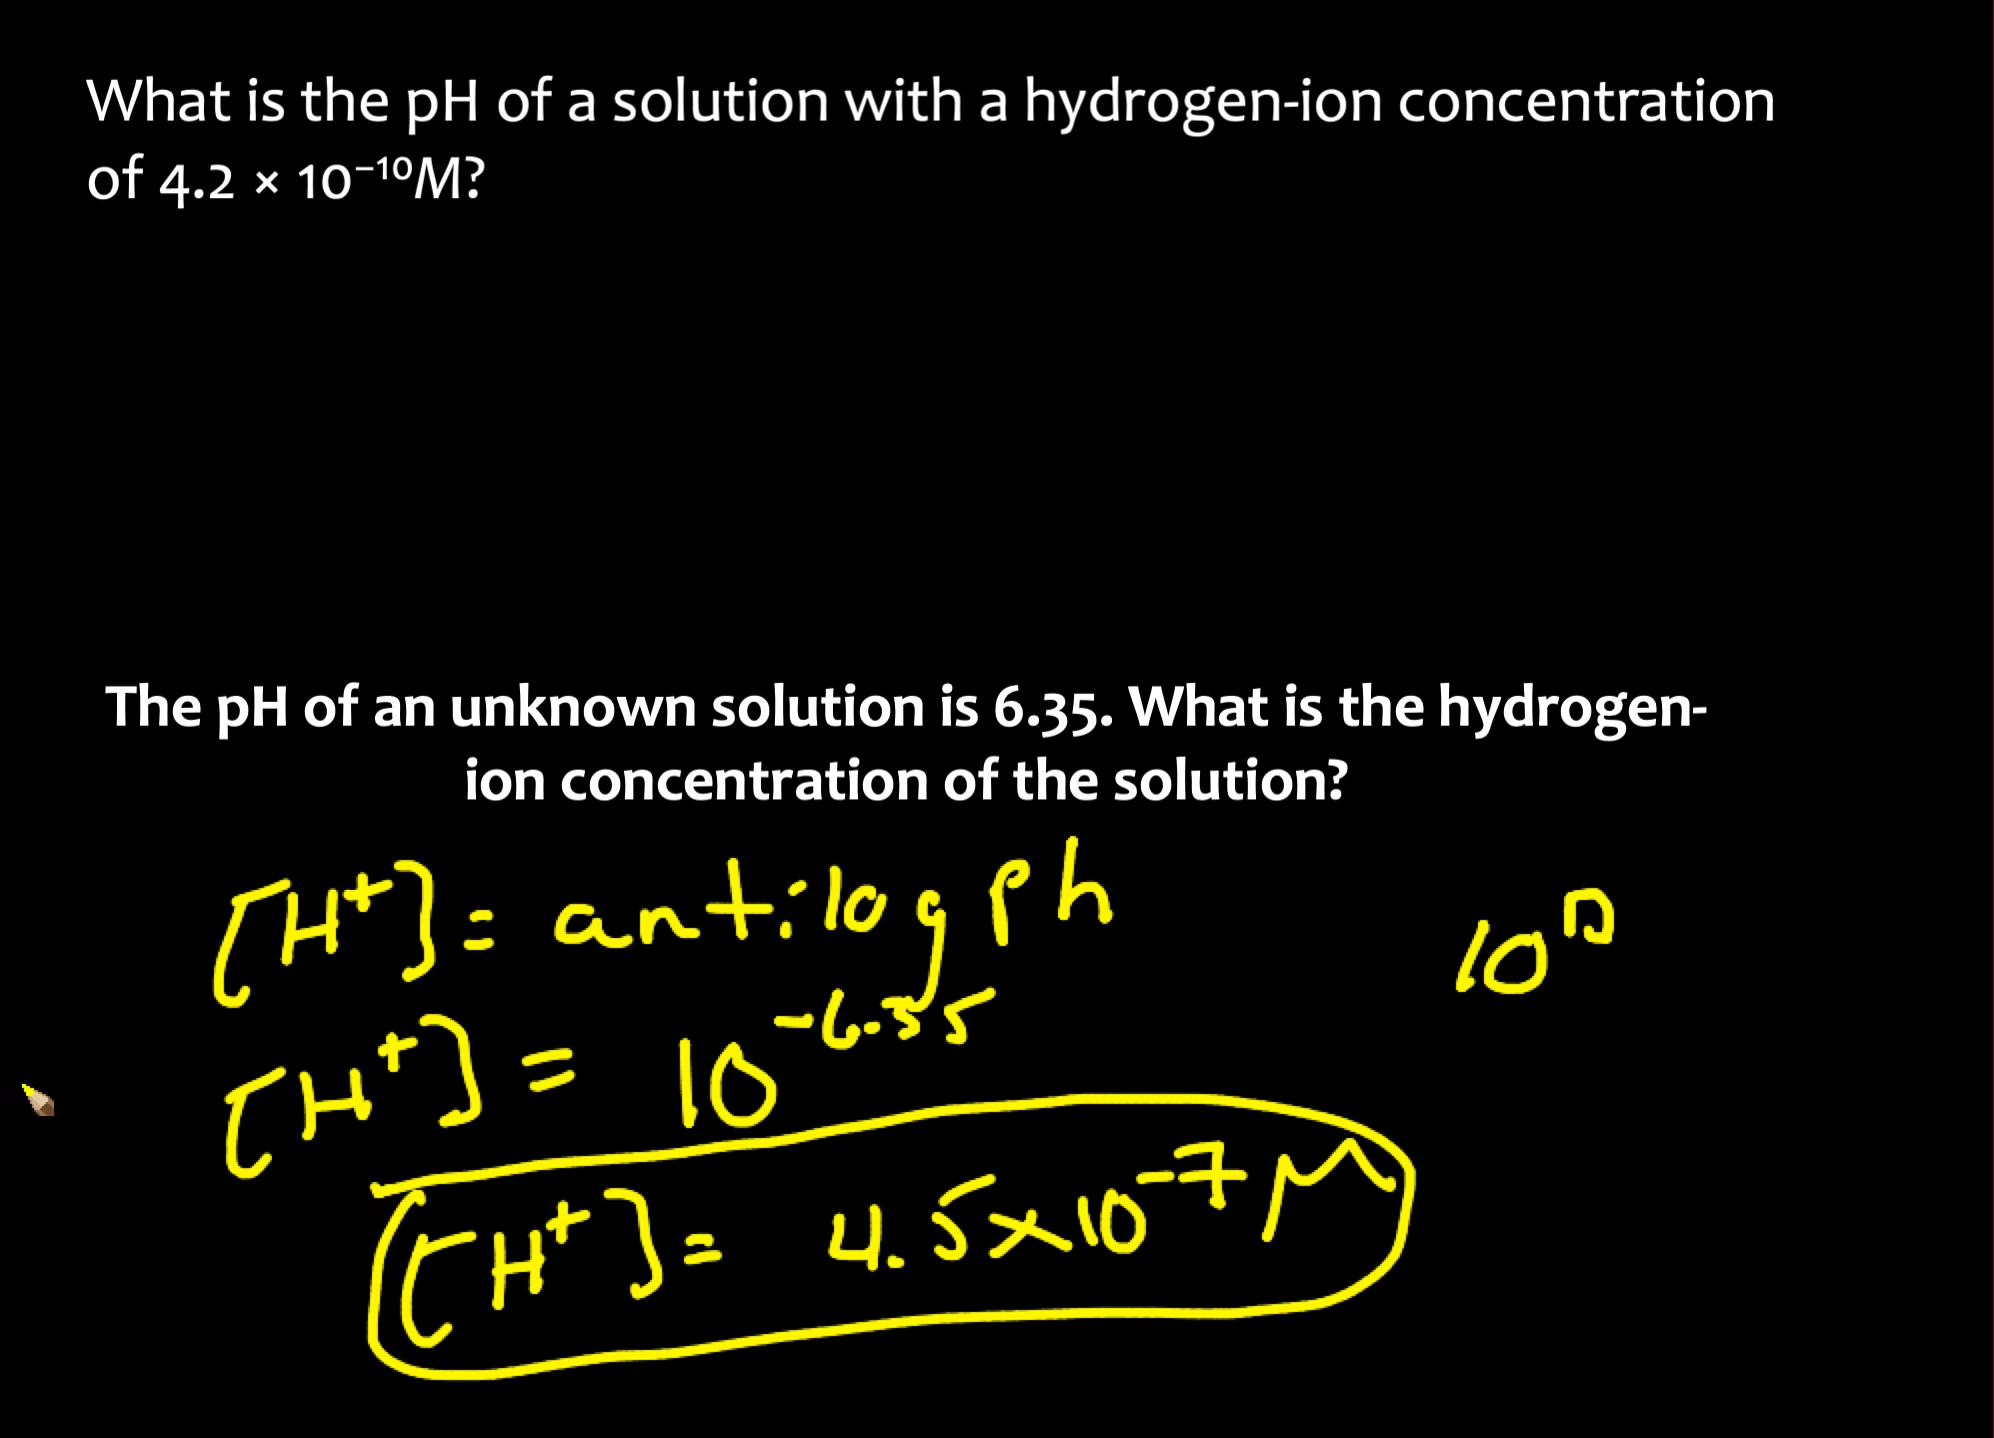 What is the pH of a solution with a hydrogen-ion concentration
of 4.2 × 10⁻¹⁰M?
The pH of an unknown solution is 6.35. What is the hydrogen-
ion concentration of the solution?
[H⁺] = antilog ph
10
[H⁺] = 10⁻⁶·³⁵
[H⁺] = 4.5x10⁻⁷ M